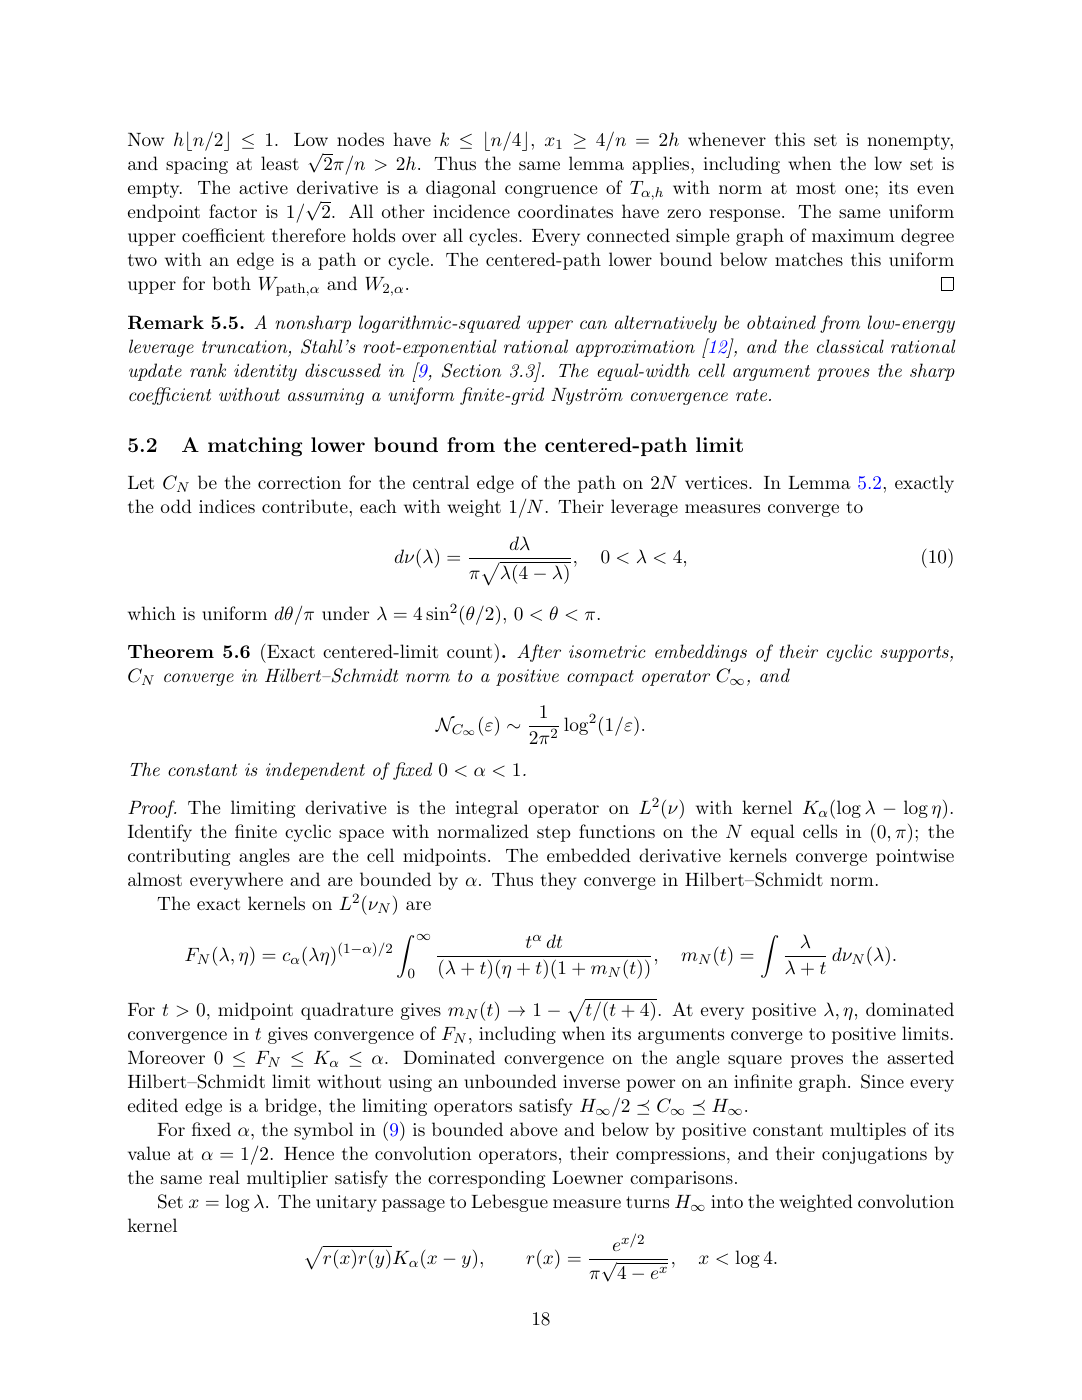 Now h⌊n/2⌋ ≤ 1. Low nodes have k ≤ ⌊n/4⌋, x₁ ≥ 4/n = 2h whenever this set is nonempty,
and spacing at least √2π/n > 2h. Thus the same lemma applies, including when the low set is
empty. The active derivative is a diagonal congruence of T_{α,h} with norm at most one; its even
endpoint factor is 1/√2. All other incidence coordinates have zero response. The same uniform
upper coefficient therefore holds over all cycles. Every connected simple graph of maximum degree
two with an edge is a path or cycle. The centered-path lower bound below matches this uniform
upper for both W_{path,α} and W_{2,α}. □
Remark 5.5. A nonsharp logarithmic-squared upper can alternatively be obtained from low-energy
leverage truncation, Stahl's root-exponential rational approximation [12], and the classical rational
update rank identity discussed in [9, Section 3.3]. The equal-width cell argument proves the sharp
coefficient without assuming a uniform finite-grid Nyström convergence rate.
5.2 A matching lower bound from the centered-path limit
Let C_N be the correction for the central edge of the path on 2N vertices. In Lemma 5.2, exactly
the odd indices contribute, each with weight 1/N. Their leverage measures converge to
dν(λ) = dλ / (π√(λ(4 − λ))), 0 < λ < 4, (10)
which is uniform dθ/π under λ = 4 sin²(θ/2), 0 < θ < π.
Theorem 5.6 (Exact centered-limit count). After isometric embeddings of their cyclic supports,
C_N converge in Hilbert–Schmidt norm to a positive compact operator C_∞, and
𝒩_{C_∞}(ε) ∼ 1/(2π²) log²(1/ε).
The constant is independent of fixed 0 < α < 1.
Proof. The limiting derivative is the integral operator on L²(ν) with kernel K_α(log λ − log η).
Identify the finite cyclic space with normalized step functions on the N equal cells in (0, π); the
contributing angles are the cell midpoints. The embedded derivative kernels converge pointwise
almost everywhere and are bounded by α. Thus they converge in Hilbert–Schmidt norm.
The exact kernels on L²(ν_N) are
F_N(λ, η) = c_α(λη)^{(1−α)/2} ∫₀^∞ t^α dt / ((λ + t)(η + t)(1 + m_N(t))), m_N(t) = ∫ λ/(λ + t) dν_N(λ).
For t > 0, midpoint quadrature gives m_N(t) → 1 − √(t/(t + 4)). At every positive λ, η, dominated
convergence in t gives convergence of F_N, including when its arguments converge to positive limits.
Moreover 0 ≤ F_N ≤ K_α ≤ α. Dominated convergence on the angle square proves the asserted
Hilbert–Schmidt limit without using an unbounded inverse power on an infinite graph. Since every
edited edge is a bridge, the limiting operators satisfy H_∞/2 ⪯ C_∞ ⪯ H_∞.
For fixed α, the symbol in (9) is bounded above and below by positive constant multiples of its
value at α = 1/2. Hence the convolution operators, their compressions, and their conjugations by
the same real multiplier satisfy the corresponding Loewner comparisons.
Set x = log λ. The unitary passage to Lebesgue measure turns H_∞ into the weighted convolution
kernel
√(r(x)r(y)) K_α(x − y), r(x) = e^{x/2} / (π√(4 − e^x)), x < log 4.
18